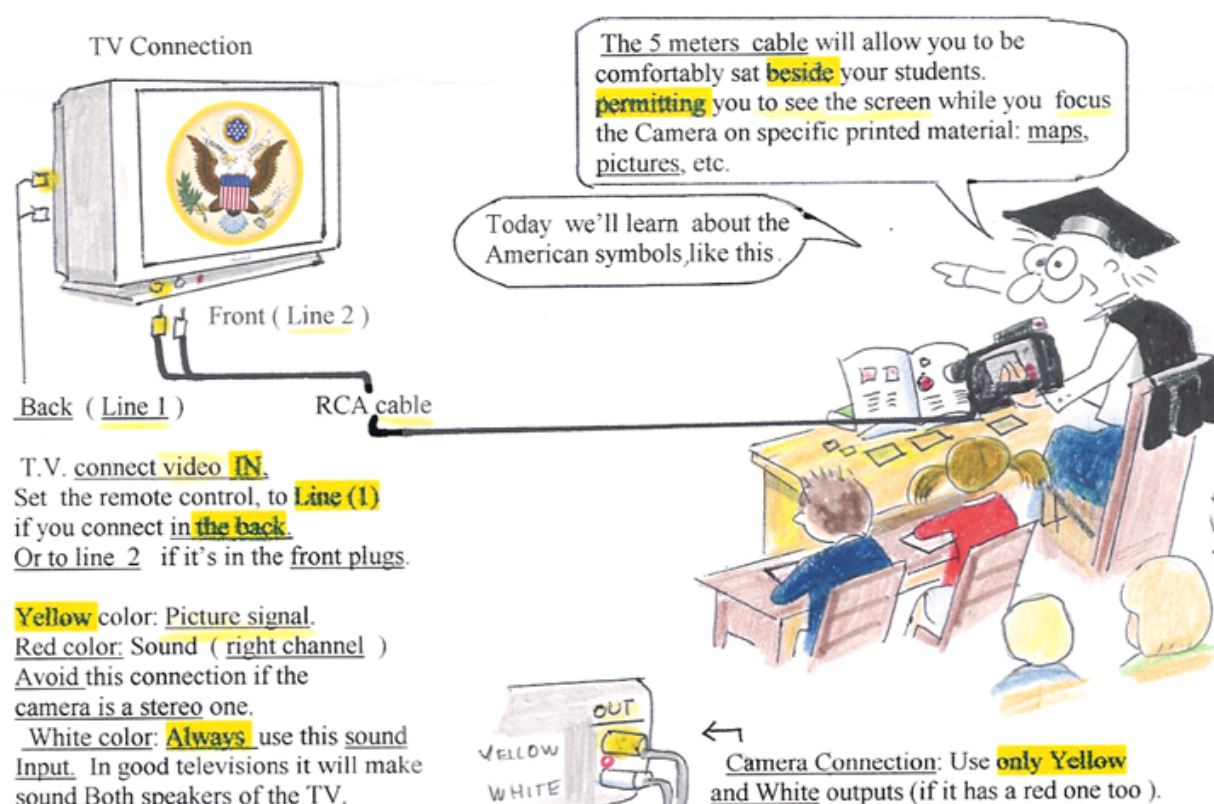 TV Connection
The 5 meters cable will allow you to be
comfortably sat beside your students.
permitting you to see the screen while you focus
the Camera on specific printed material: maps,
pictures, etc.
Today we'll learn about the
American symbols, like this.
Front ( Line 2 )
Back ( Line 1 )
RCA cable
T.V. connect video IN.
Set the remote control, to Line (1)
if you connect in the back.
Or to line 2 if it's in the front plugs.
Yellow color: Picture signal.
Red color: Sound ( right channel )
Avoid this connection if the
camera is a stereo one.
White color: Always use this sound
Input. In good televisions it will make
sound Both speakers of the TV.
OUT
YELLOW
WHITE
Camera Connection: Use only Yellow
and White outputs (if it has a red one too ).